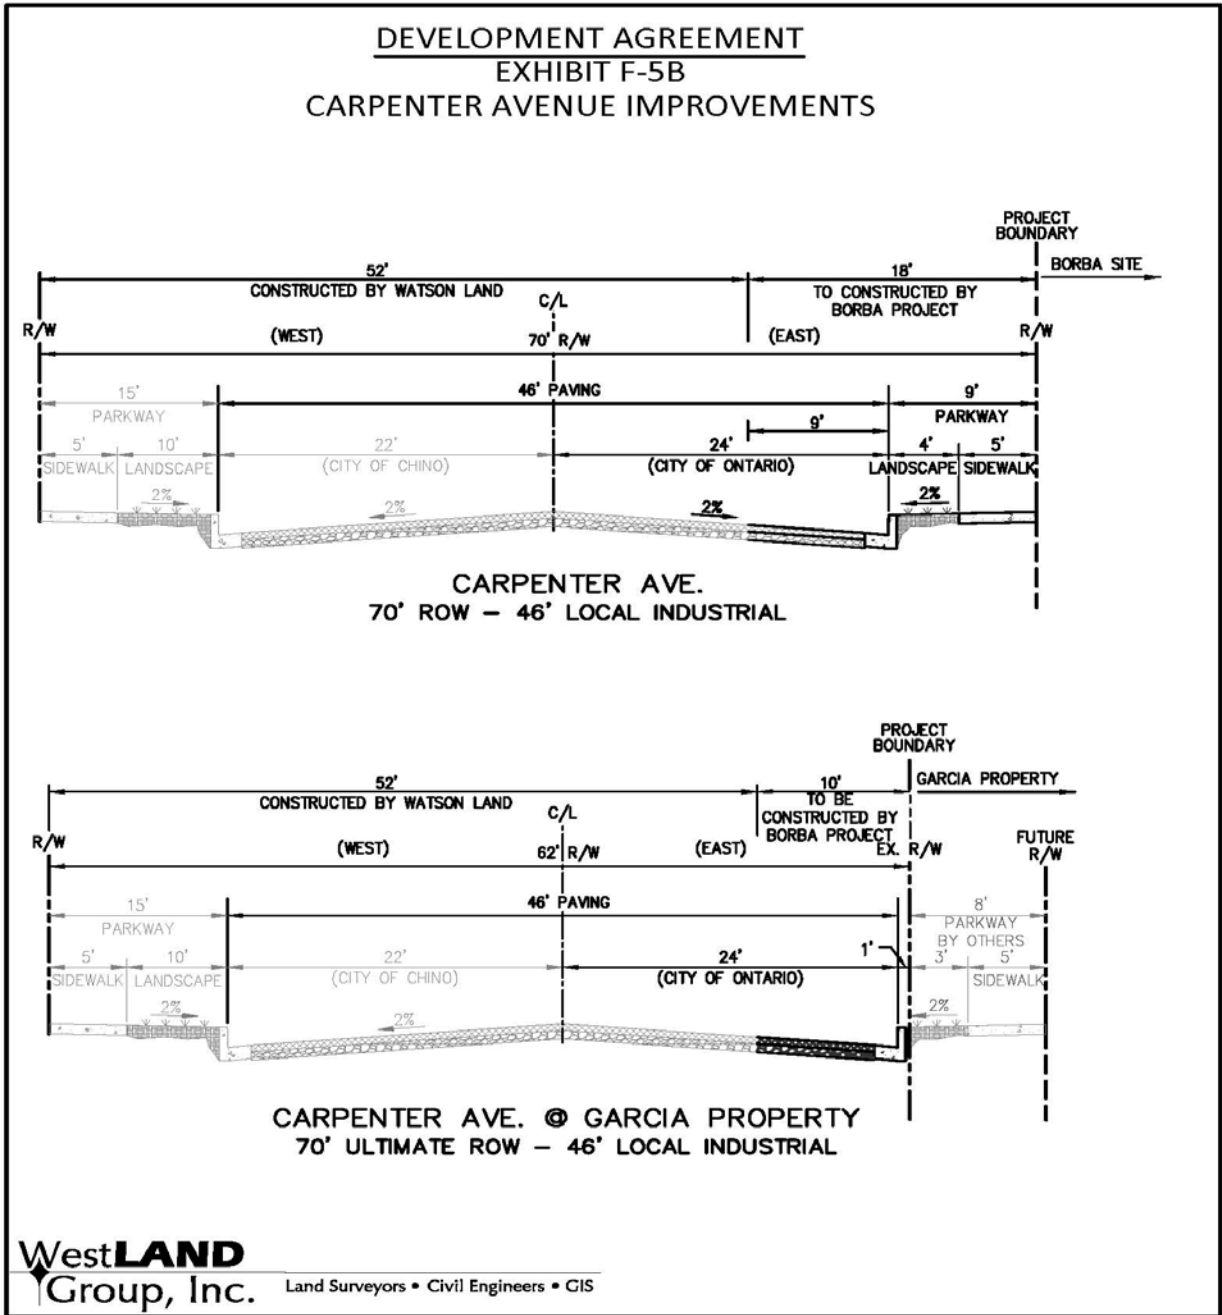 DEVELOPMENT AGREEMENT
EXHIBIT F-5B
CARPENTER AVENUE IMPROVEMENTS
PROJECT
BOUNDARY
52'
CONSTRUCTED BY WATSON LAND
18'
TO CONSTRUCTED BY
BORBA PROJECT
BORBA SITE
C/L
R/W
(WEST)
70' R/W
(EAST)
R/W
15'
PARKWAY
46' PAVING
9'
PARKWAY
9'
5'
SIDEWALK
10'
LANDSCAPE
22'
(CITY OF CHINO)
24'
(CITY OF ONTARIO)
4'
LANDSCAPE
5'
SIDEWALK
2%
2%
2%
2%
CARPENTER AVE.
70' ROW – 46' LOCAL INDUSTRIAL
PROJECT
BOUNDARY
52'
CONSTRUCTED BY WATSON LAND
10'
TO BE
CONSTRUCTED BY
BORBA PROJECT
GARCIA PROPERTY
C/L
R/W
(WEST)
62' R/W
(EAST)
EX. R/W
FUTURE
R/W
15'
PARKWAY
46' PAVING
8'
PARKWAY
BY OTHERS
1'
5'
SIDEWALK
10'
LANDSCAPE
22'
(CITY OF CHINO)
24'
(CITY OF ONTARIO)
3'
5'
SIDEWALK
2%
2%
2%
CARPENTER AVE. @ GARCIA PROPERTY
70' ULTIMATE ROW – 46' LOCAL INDUSTRIAL
WestLAND
Group, Inc.
Land Surveyors • Civil Engineers • GIS